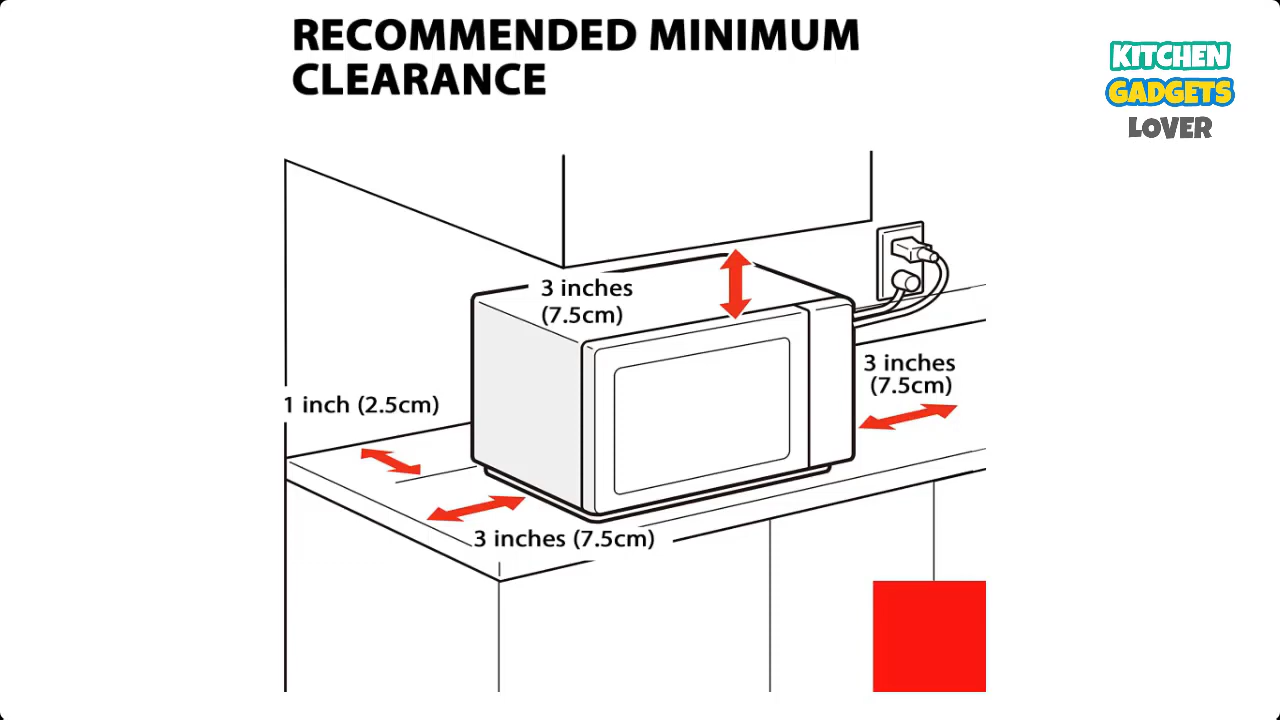 RECOMMENDED MINIMUM
CLEARANCE
KITCHEN
GADGETS
LOVER
3 inches
(7.5cm)
3 inches
(7.5cm)
1 inch (2.5cm)
3 inches (7.5cm)